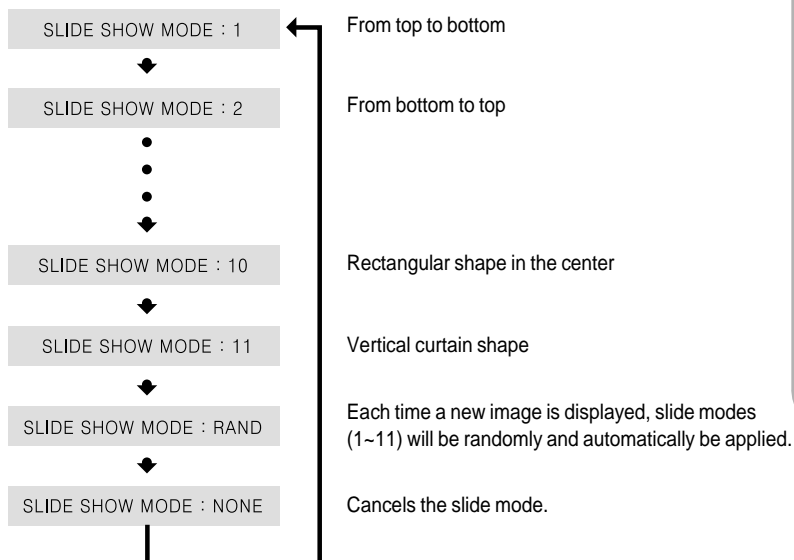 SLIDE SHOW MODE : 1
From top to bottom
SLIDE SHOW MODE : 2
From bottom to top
SLIDE SHOW MODE : 10
Rectangular shape in the center
SLIDE SHOW MODE : 11
Vertical curtain shape
SLIDE SHOW MODE : RAND
Each time a new image is displayed, slide modes
(1~11) will be randomly and automatically be applied.
SLIDE SHOW MODE : NONE
Cancels the slide mode.